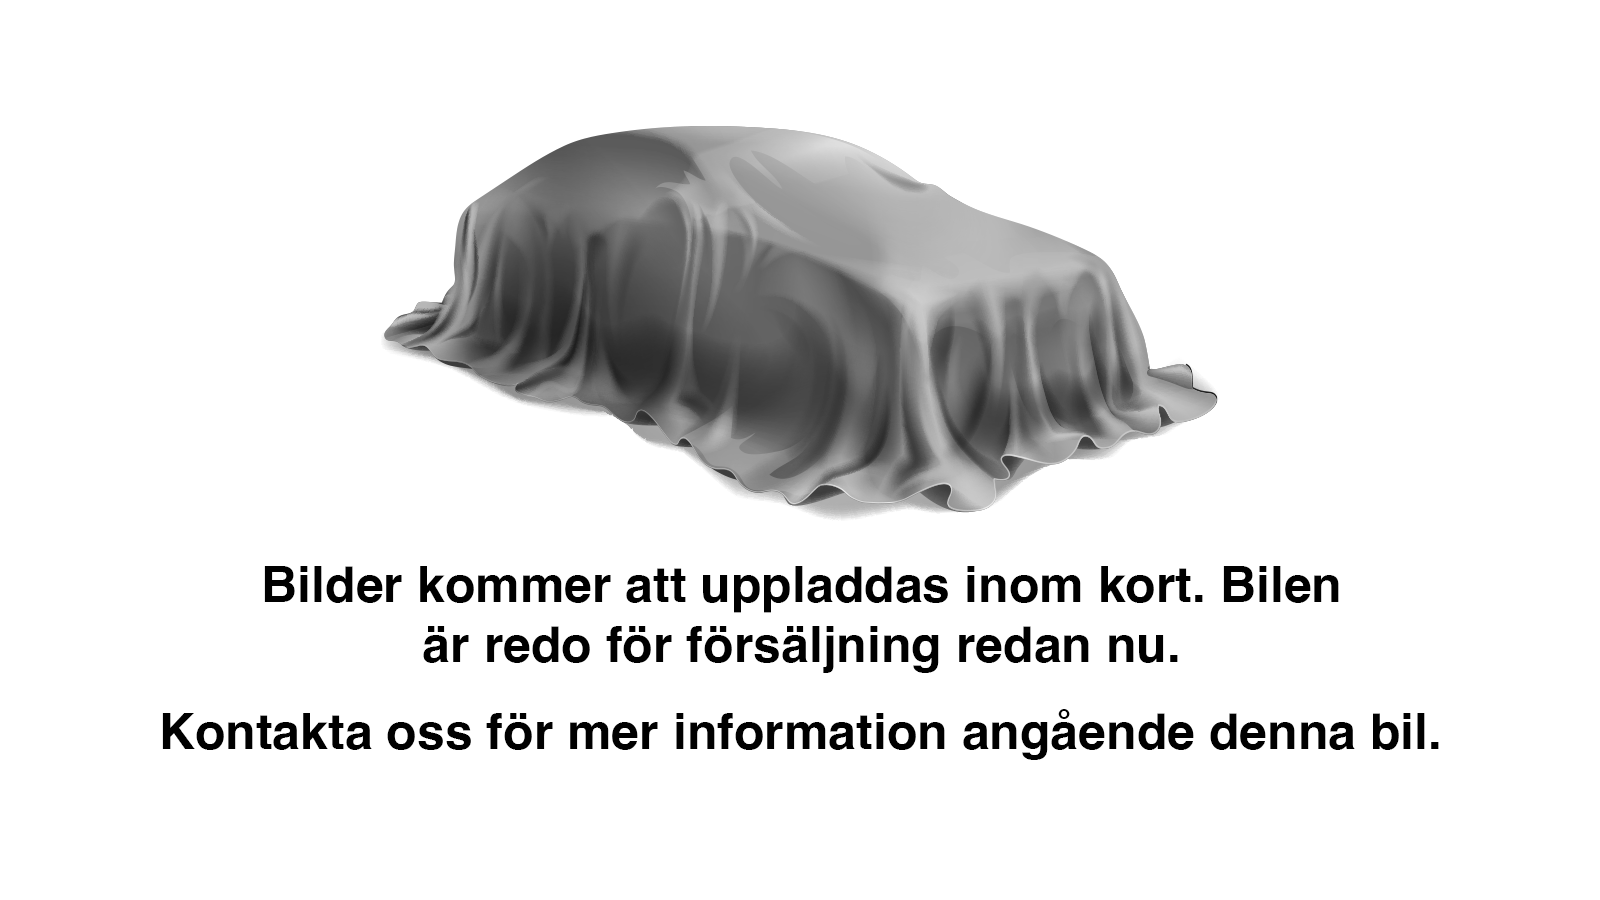 Bilder kommer att uppladdas inom kort. Bilen
är redo för försäljning redan nu.
Kontakta oss för mer information angående denna bil.